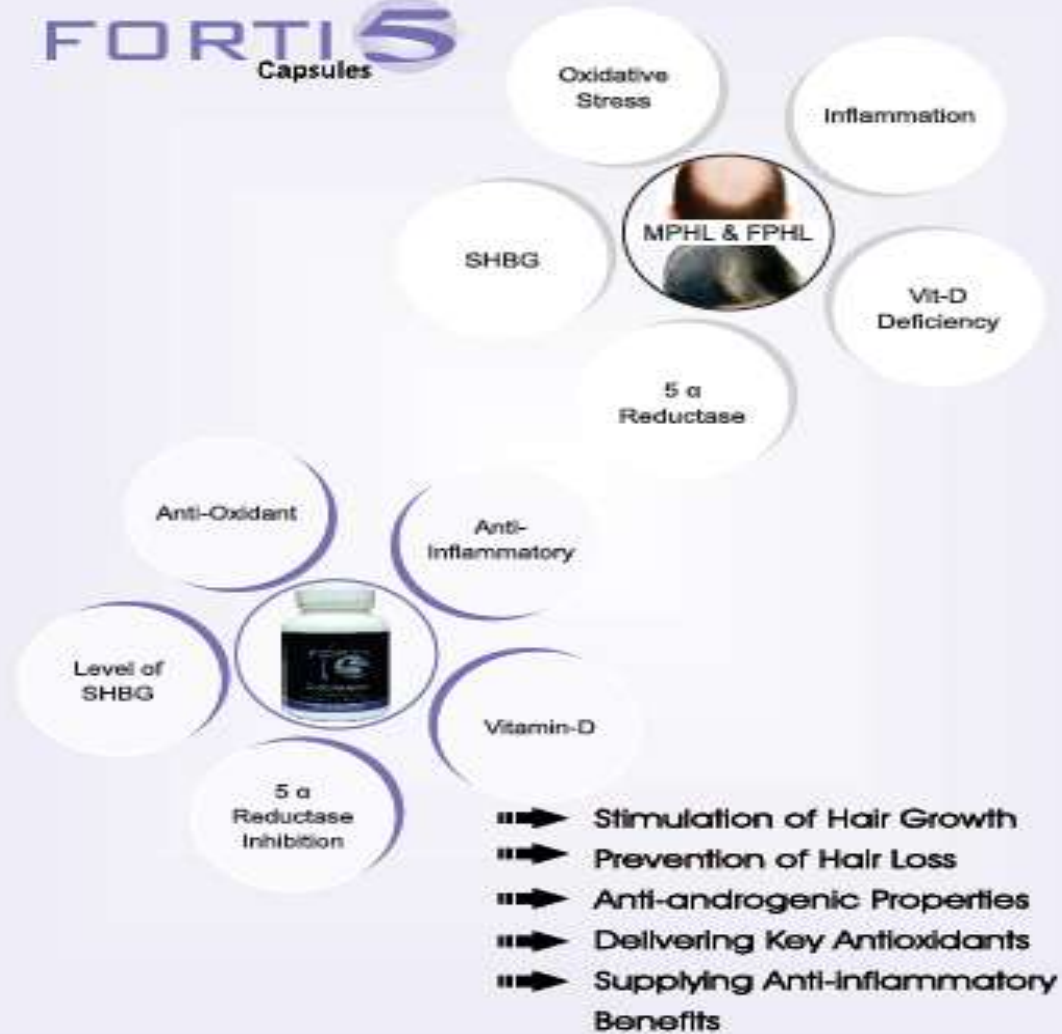 FORTI 5
Capsules
Oxidative
Stress
Inflammation
MPHL & FPHL
SHBG
Vit-D
Deficiency
5 α
Reductase
Anti-Oxidant
Anti-
Inflammatory
Level of
SHBG
Vitamin-D
5 α
Reductase
Inhibition
Stimulation of Hair Growth
Prevention of Hair Loss
Anti-androgenic Properties
Delivering Key Antioxidants
Supplying Anti-inflammatory
Benefits